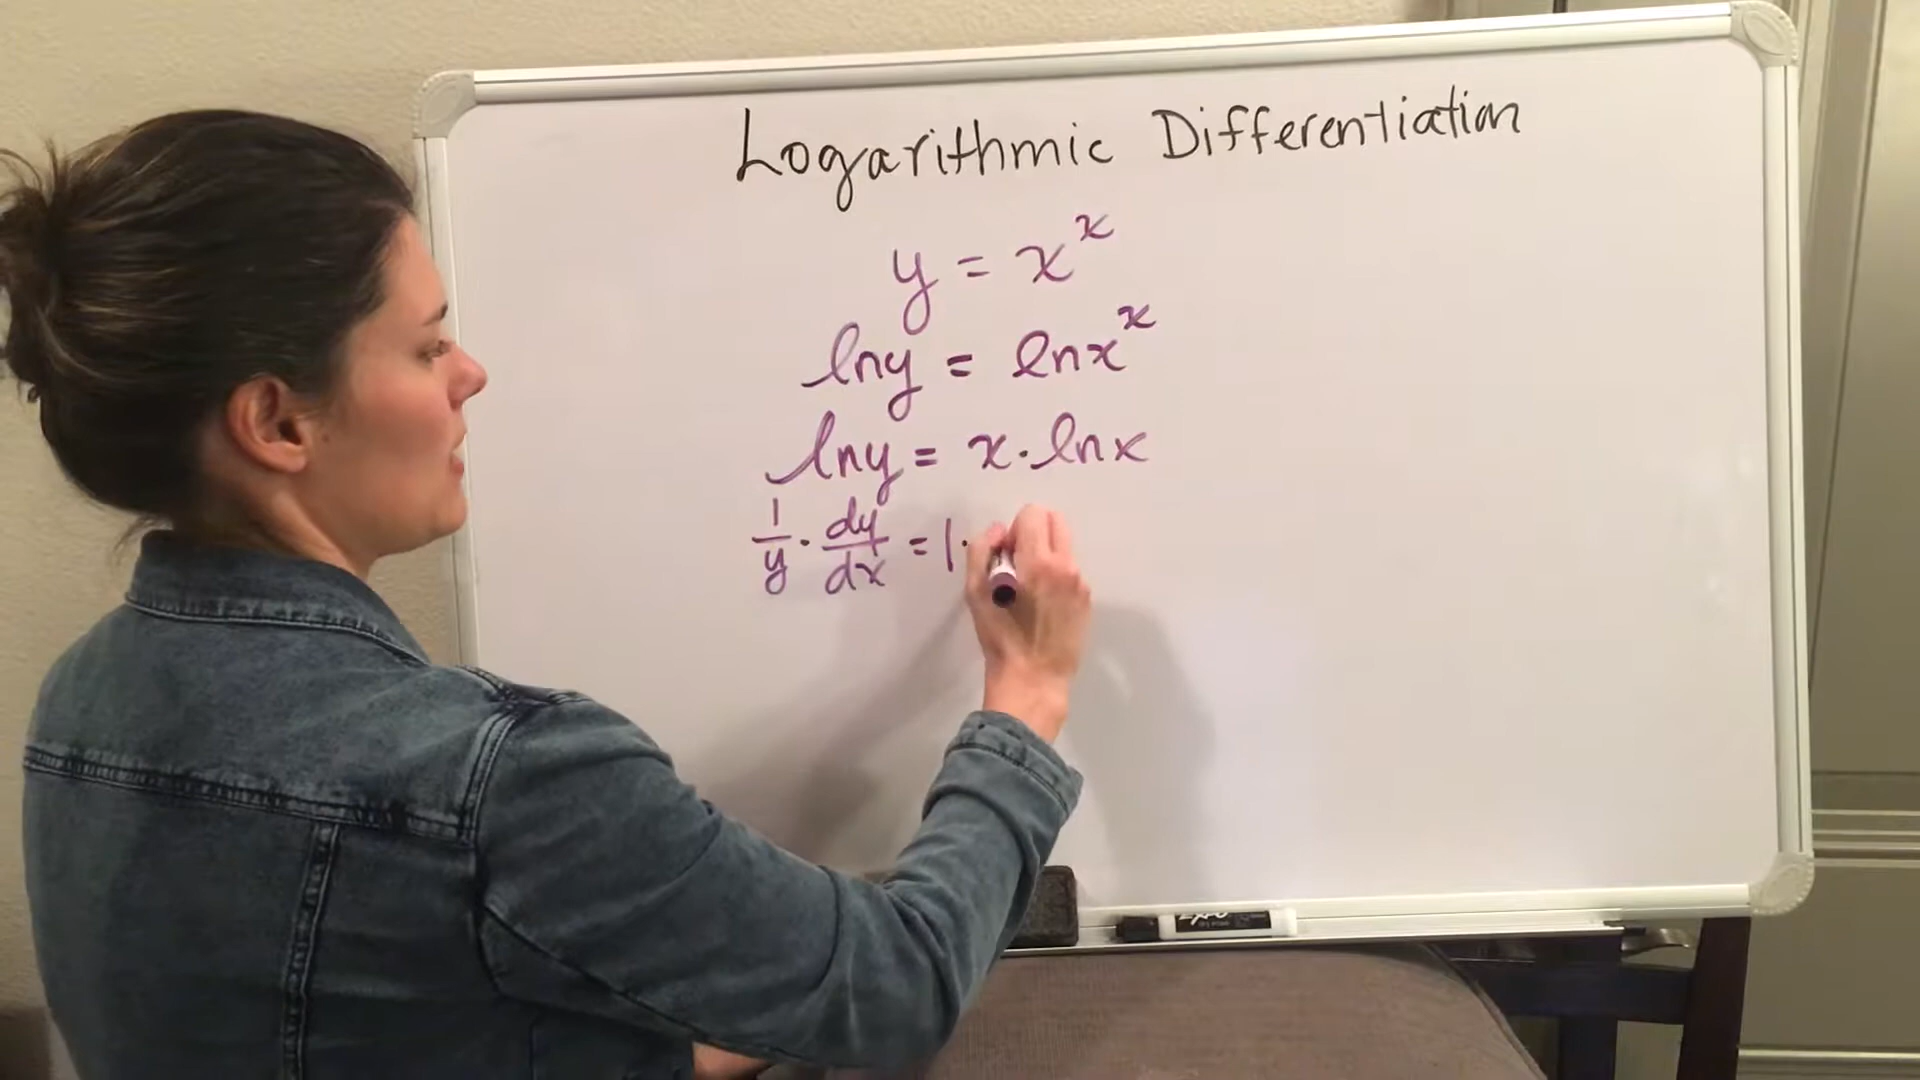 Logarithmic Differentiation
y = x^x
lny = lnx^x
lny = x·lnx
1/y · dy/dx = 1·